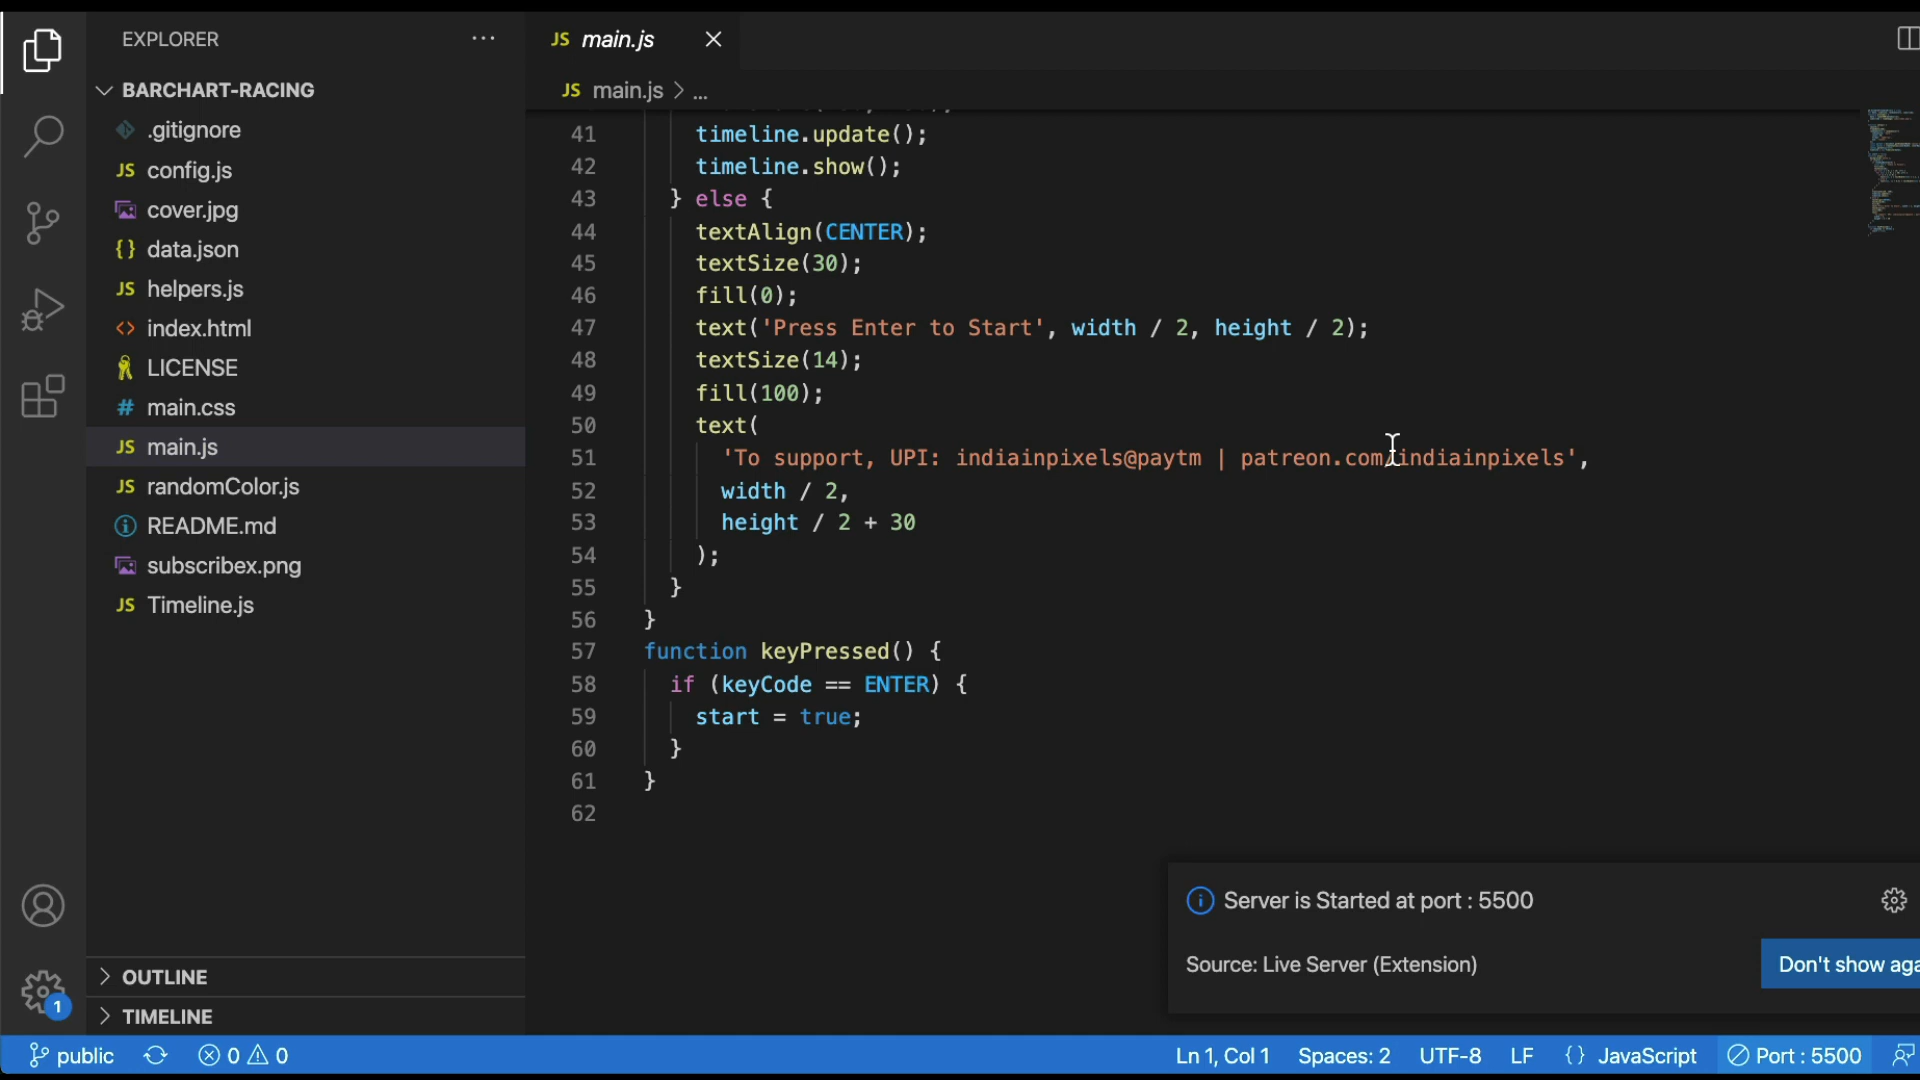 EXPLORER
BARCHART-RACING
.gitignore
JS config.js
cover.jpg
{} data.json
JS helpers.js
<> index.html
LICENSE
# main.css
JS main.js
JS randomColor.js
README.md
subscribex.png
JS Timeline.js
OUTLINE
TIMELINE
JS main.js
JS main.js > ...
41 timeline.update();
42 timeline.show();
43 } else {
44 textAlign(CENTER);
45 textSize(30);
46 fill(0);
47 text('Press Enter to Start', width / 2, height / 2);
48 textSize(14);
49 fill(100);
50 text(
51 'To support, UPI: indiainpixels@paytm | patreon.com/indiainpixels',
52 width / 2,
53 height / 2 + 30
54 );
55 }
56 }
57 function keyPressed() {
58 if (keyCode == ENTER) {
59 start = true;
60 }
61 }
62
Server is Started at port : 5500
Source: Live Server (Extension)
Don't show aga
1
public 0 0 Ln 1, Col 1 Spaces: 2 UTF-8 LF {} JavaScript Port : 5500